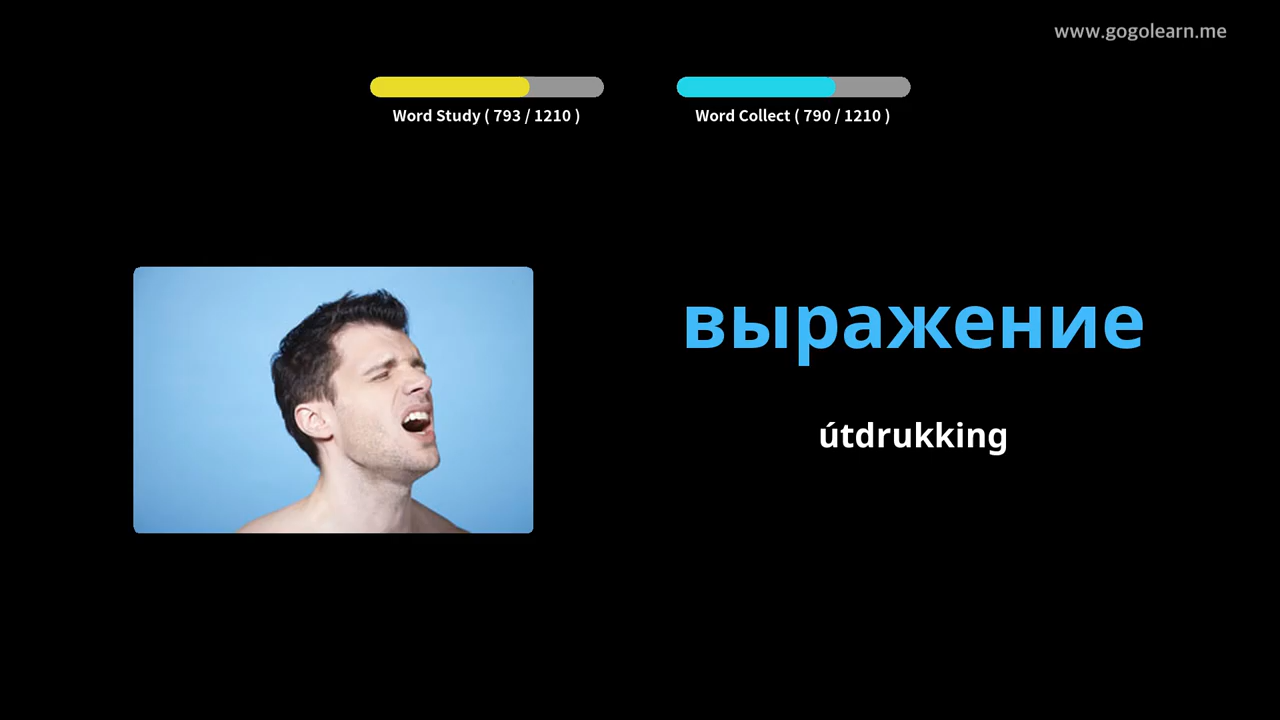 www.gogolearn.me
Word Study ( 793 / 1210 )
Word Collect ( 790 / 1210 )
выражение
útdrukking